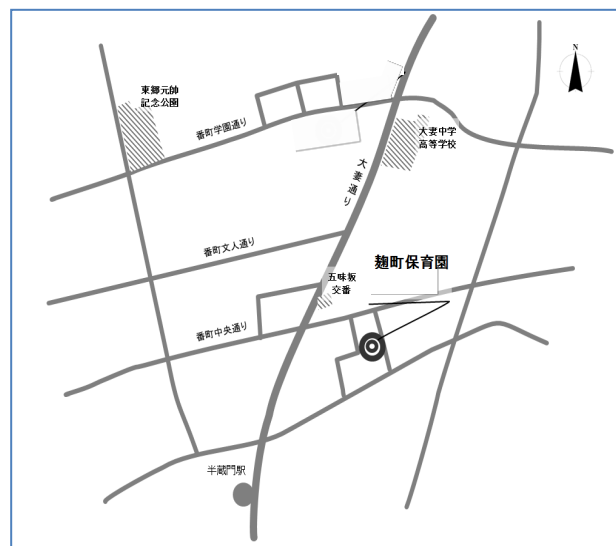 N
東郷元帥
記念公園
番町学園通り
大妻中学
高等学校
大妻通り
番町文人通り
麹町保育園
五味坂
交番
番町中央通り
半蔵門駅